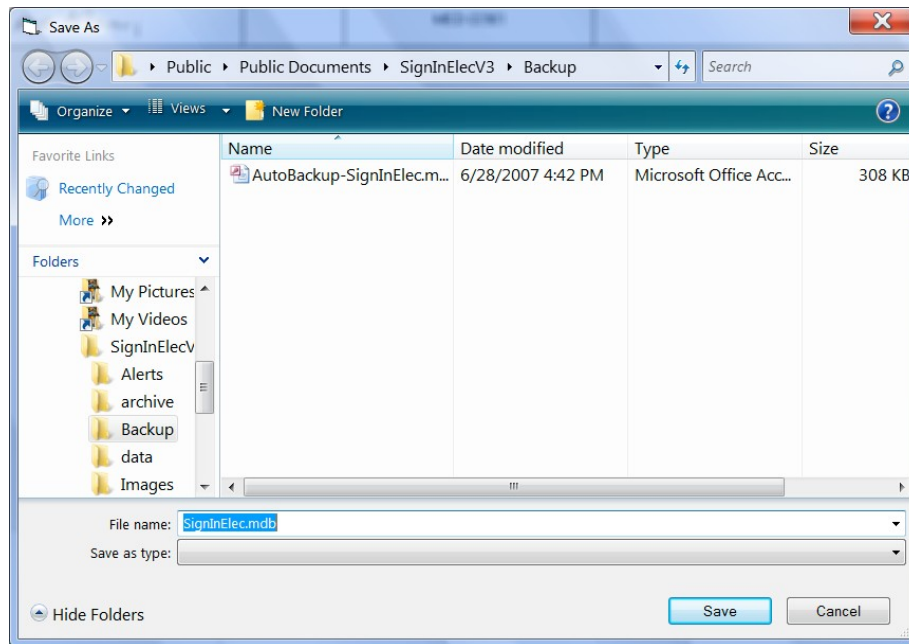 Save As
Public Public Documents SignInElecV3 Backup Search
Organize Views New Folder
Favorite Links
Recently Changed
More
Folders
My Pictures
My Videos
SignInElecV
Alerts
archive
Backup
data
Images
Name Date modified Type Size
AutoBackup-SignInElec.m... 6/28/2007 4:42 PM Microsoft Office Acc... 308 KB
File name: SignInElec.mdb
Save as type:
Hide Folders Save Cancel